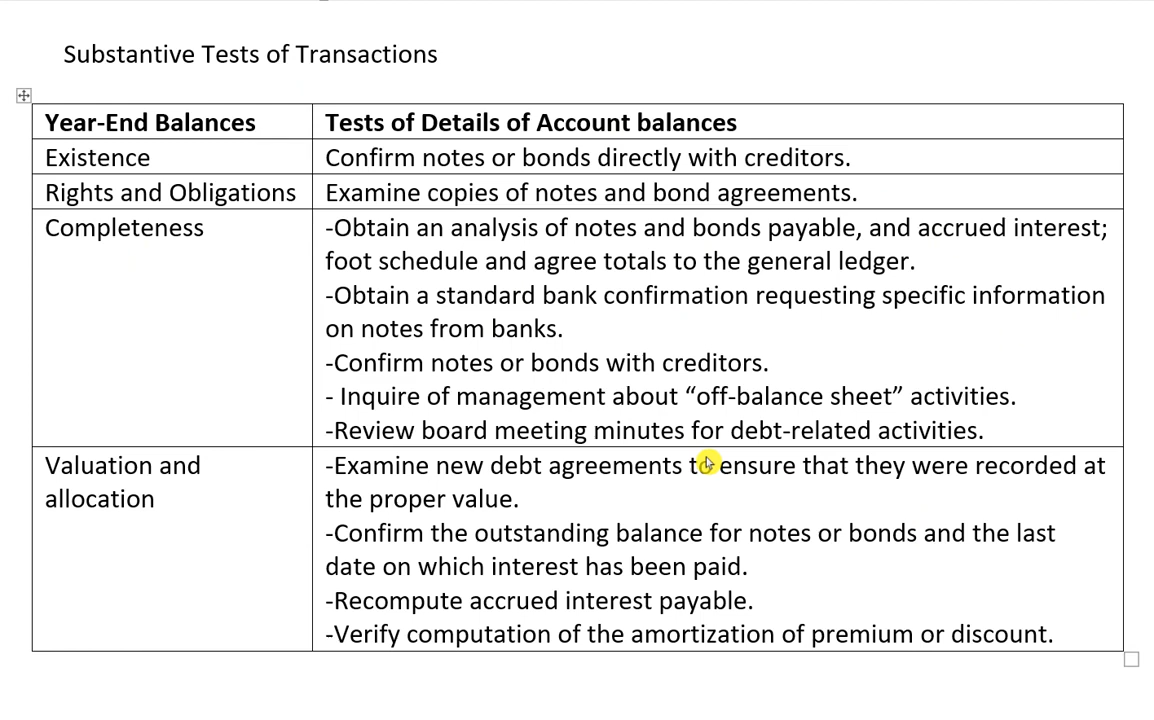 Substantive Tests of Transactions
Year-End Balances
Tests of Details of Account balances
Existence
Confirm notes or bonds directly with creditors.
Rights and Obligations
Examine copies of notes and bond agreements.
Completeness
-Obtain an analysis of notes and bonds payable, and accrued interest;
foot schedule and agree totals to the general ledger.
-Obtain a standard bank confirmation requesting specific information
on notes from banks.
-Confirm notes or bonds with creditors.
- Inquire of management about “off-balance sheet” activities.
-Review board meeting minutes for debt-related activities.
Valuation and
allocation
-Examine new debt agreements to ensure that they were recorded at
the proper value.
-Confirm the outstanding balance for notes or bonds and the last
date on which interest has been paid.
-Recompute accrued interest payable.
-Verify computation of the amortization of premium or discount.